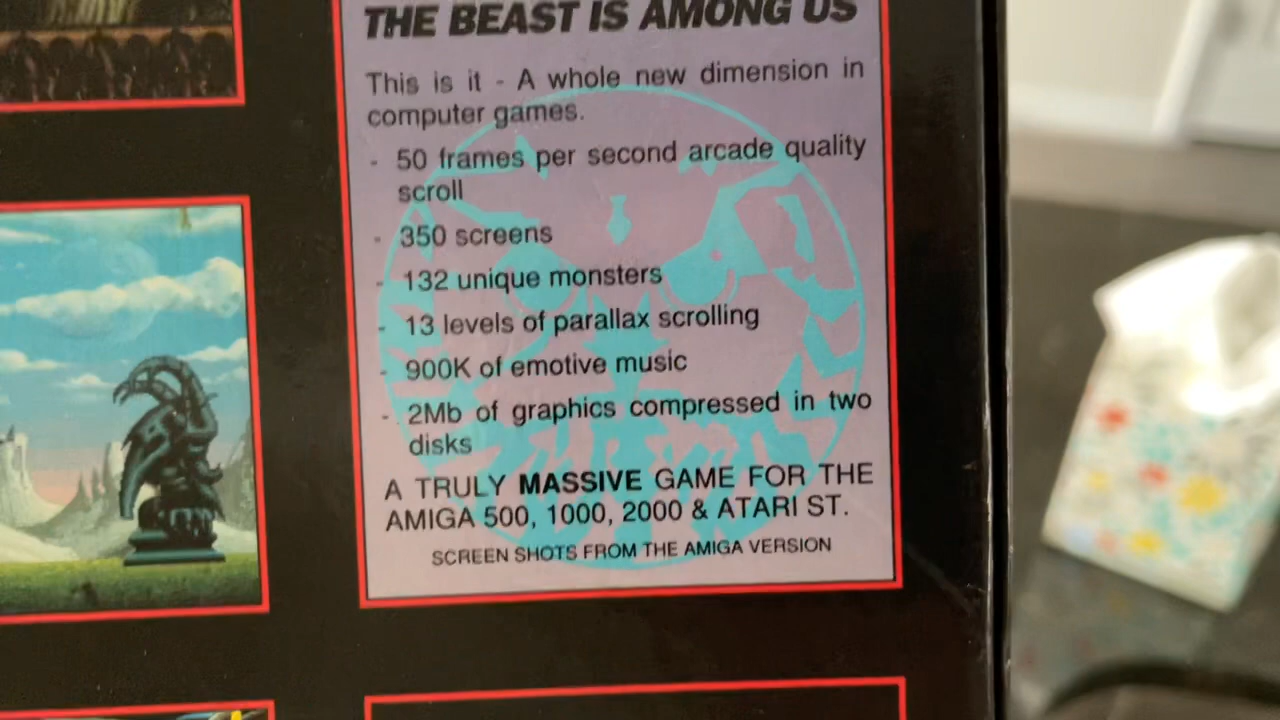 THE BEAST IS AMONG US
This is it - A whole new dimension in
computer games.
- 50 frames per second arcade quality
scroll
- 350 screens
- 132 unique monsters
- 13 levels of parallax scrolling
- 900K of emotive music
- 2Mb of graphics compressed in two
disks
A TRULY MASSIVE GAME FOR THE
AMIGA 500, 1000, 2000 & ATARI ST.
SCREEN SHOTS FROM THE AMIGA VERSION